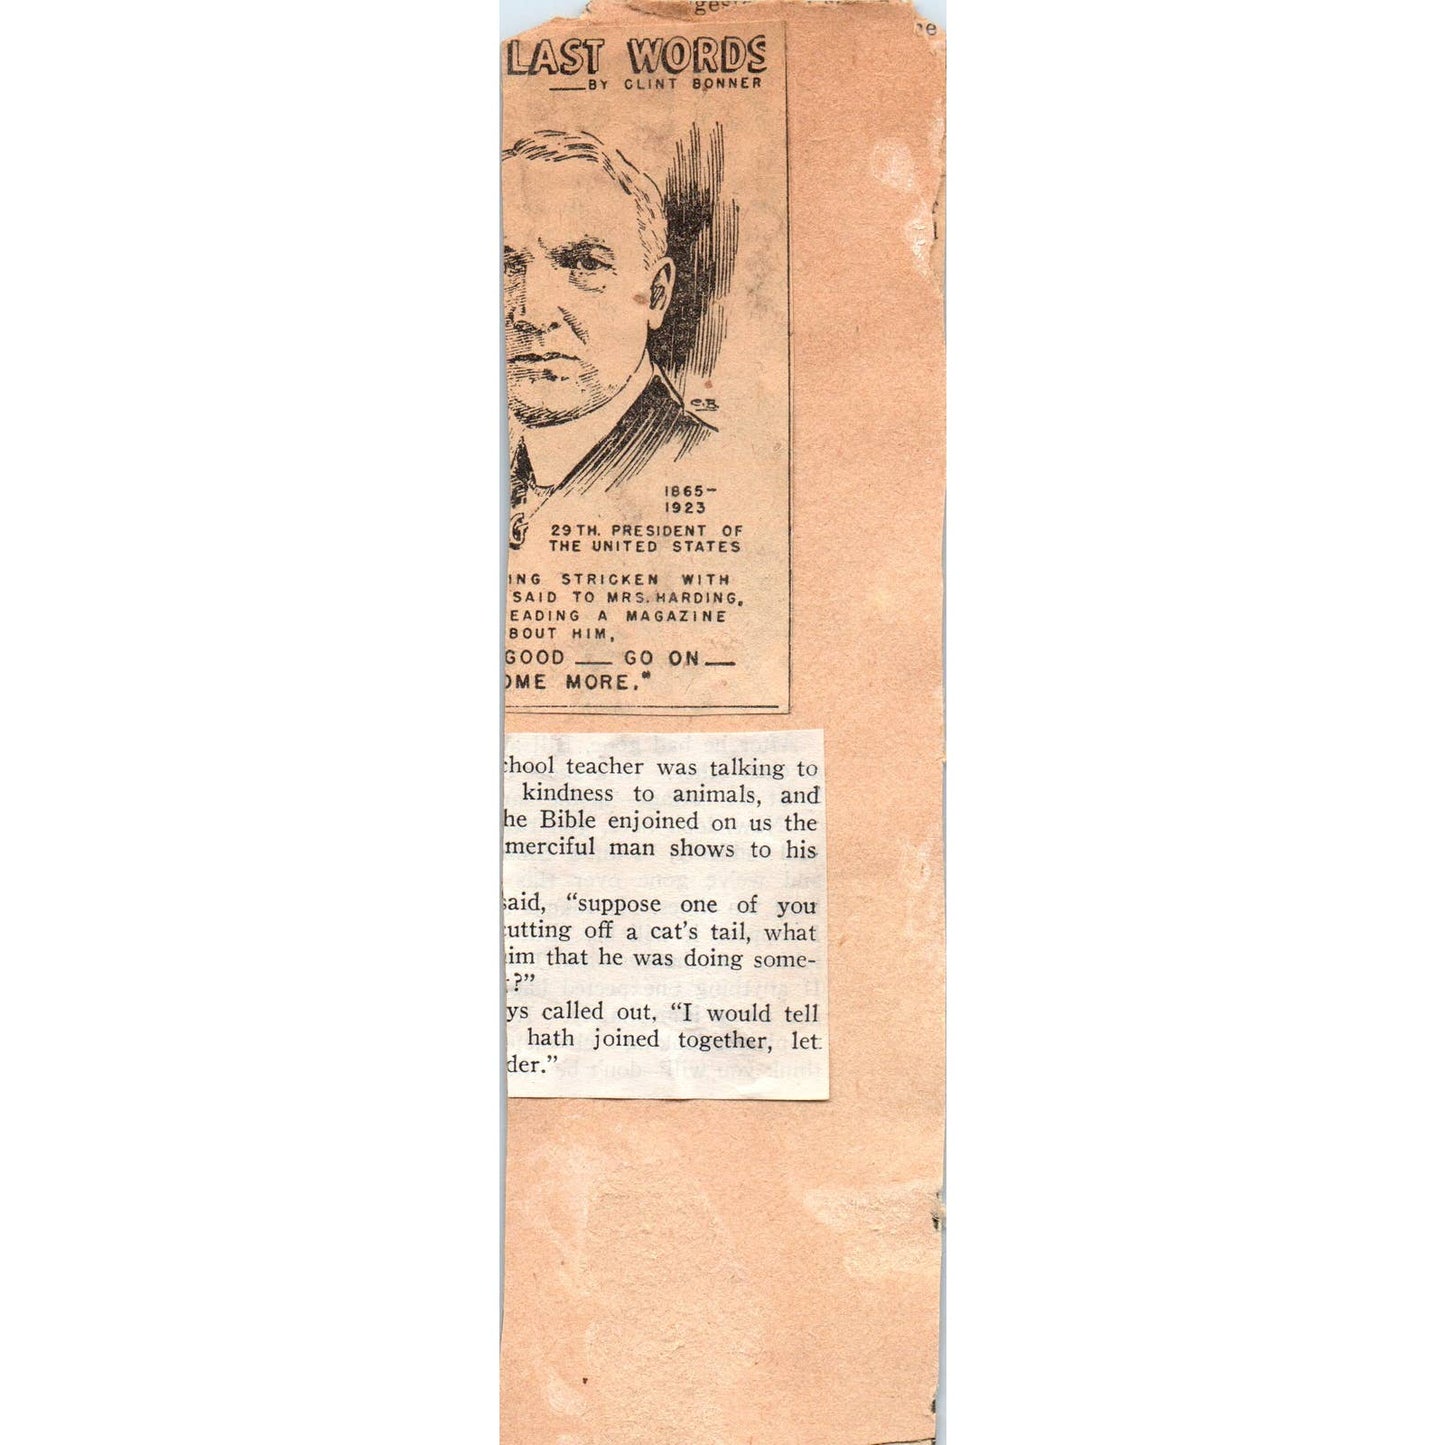 LAST WORDS
BY CLINT BONNER
C.B.
1865-
1923
G 29TH. PRESIDENT OF
THE UNITED STATES
ING STRICKEN WITH
SAID TO MRS. HARDING,
EADING A MAGAZINE
BOUT HIM,
GOOD — GO ON —
OME MORE."
chool teacher was talking to
kindness to animals, and
he Bible enjoined on us the
merciful man shows to his
said, “suppose one of you
cutting off a cat’s tail, what
im that he was doing some-
?”
ys called out, “I would tell
hath joined together, let
der.”